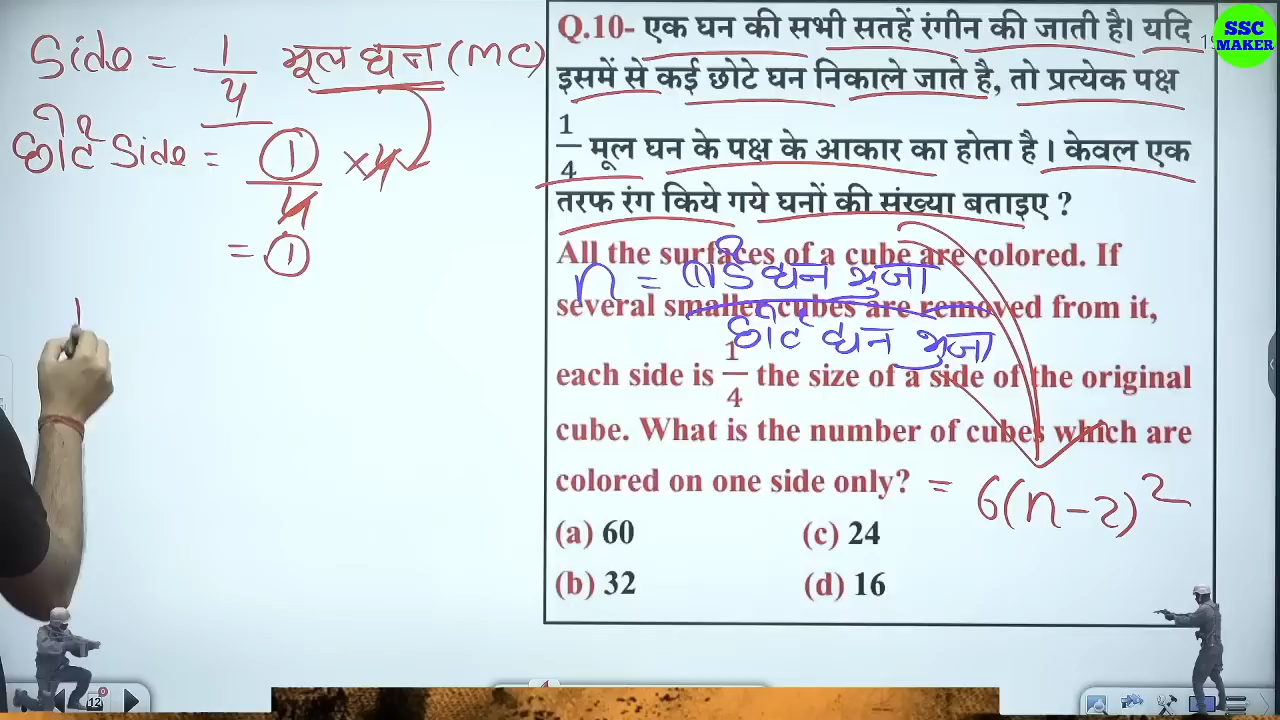 Side = 1/4 मूल घन (MC)
छोटे Side = 1/4 × 4
= 1
Q.10- एक घन की सभी सतहें रंगीन की जाती है। यदि
इसमें से कई छोटे घन निकाले जाते है, तो प्रत्येक पक्ष
1/4 मूल घन के पक्ष के आकार का होता है। केवल एक
तरफ रंग किये गये घनों की संख्या बताइए ?
All the surfaces of a cube are colored. If
several smaller cubes are removed from it,
each side is 1/4 the size of a side of the original
cube. What is the number of cubes which are
colored on one side only? = 6(n-2)²
n = बड़े घन भुजा
छोटे घन भुजा
(a) 60 (c) 24
(b) 32 (d) 16
SSC
MAKER
12